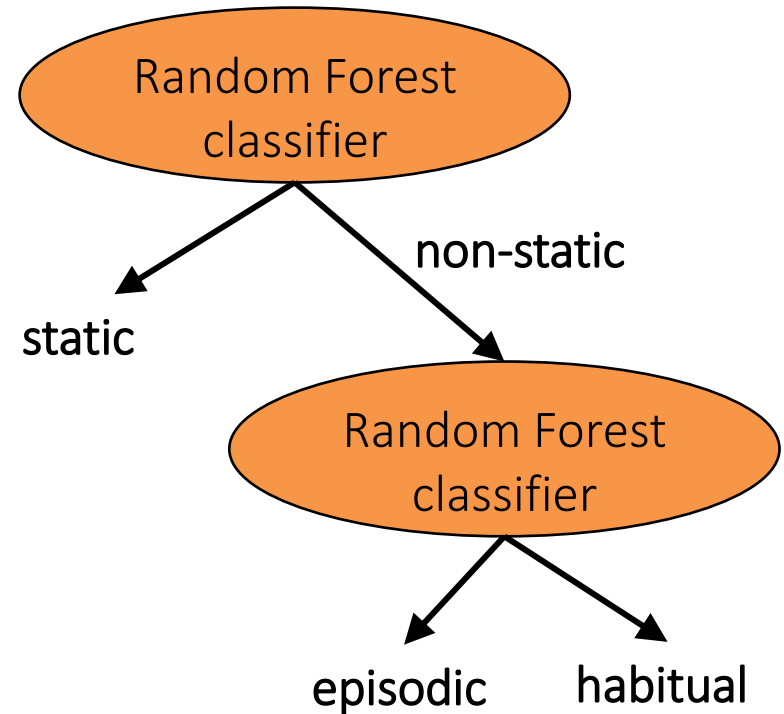 Random Forest
classifier
non-static
static
Random Forest
classifier
episodic
habitual